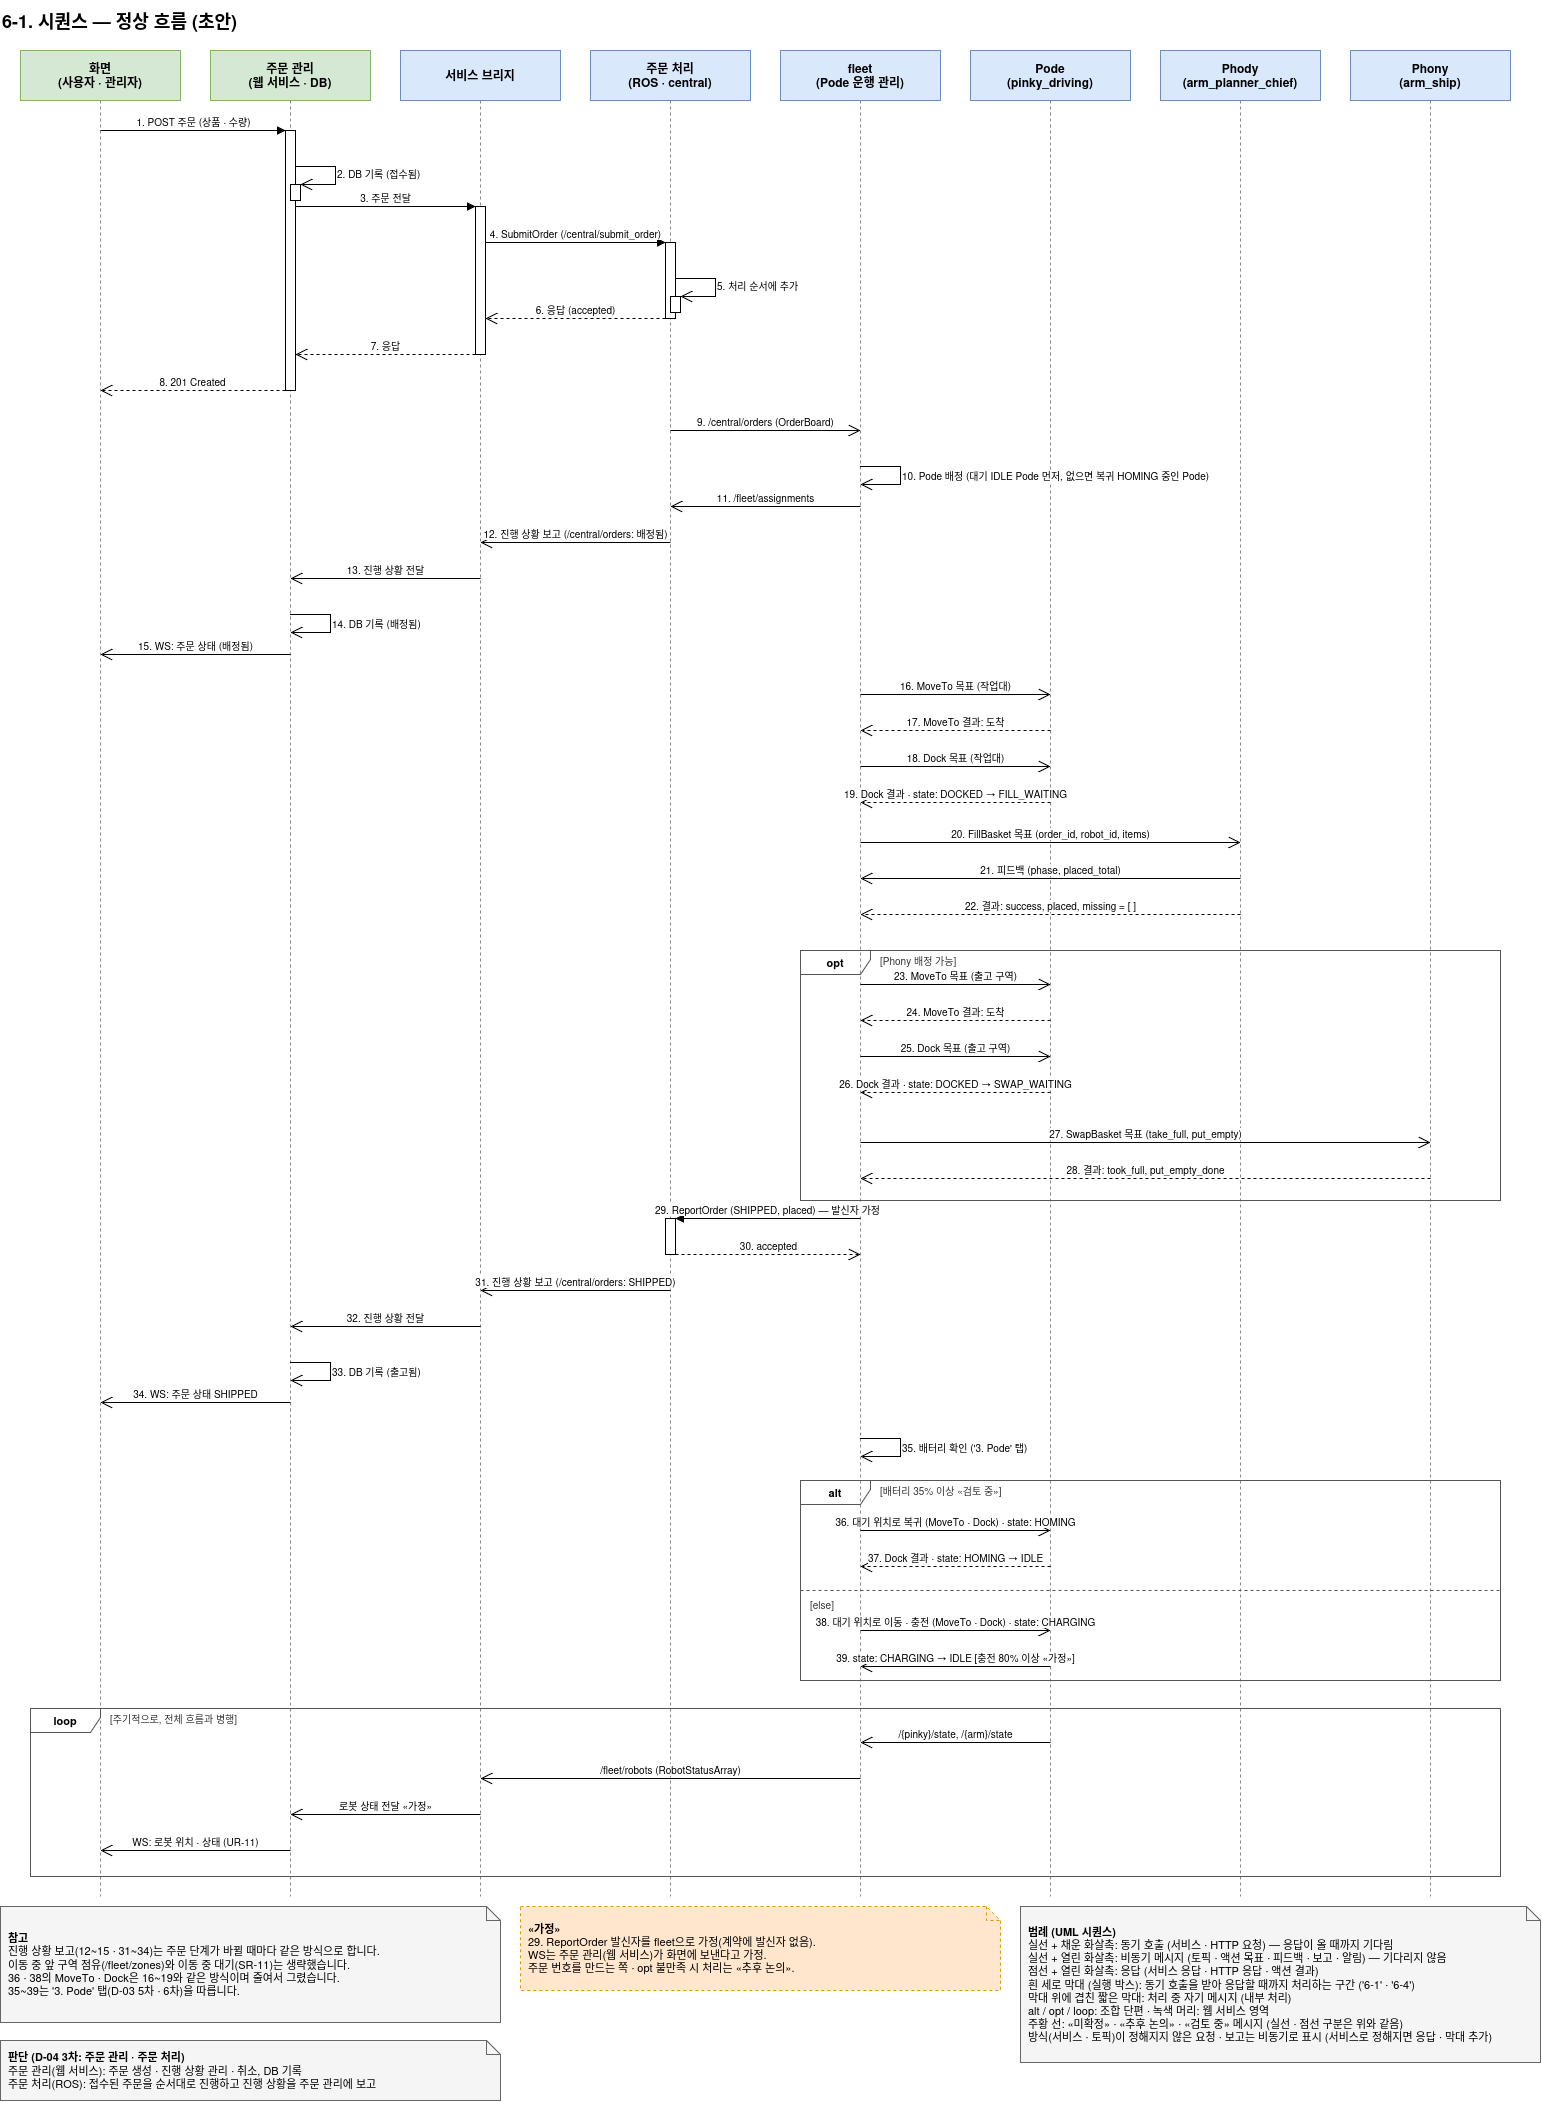 6-1. 시퀀스 — 정상 흐름 (초안)
화면
(사용자 · 관리자)
주문 관리
(웹 서비스 · DB)
서비스 브리지
주문 처리
(ROS · central)
fleet
(Pode 운행 관리)
Pode
(pinky_driving)
Phody
(arm_planner_chief)
Phony
(arm_ship)
1. POST 주문 (상품 · 수량)
2. DB 기록 (접수됨)
3. 주문 전달
4. SubmitOrder (/central/submit_order)
5. 처리 순서에 추가
6. 응답 (accepted)
7. 응답
8. 201 Created
9. /central/orders (OrderBoard)
10. Pode 배정 (대기 IDLE Pode 먼저, 없으면 복귀 HOMING 중인 Pode)
11. /fleet/assignments
12. 진행 상황 보고 (/central/orders: 배정됨)
13. 진행 상황 전달
14. DB 기록 (배정됨)
15. WS: 주문 상태 (배정됨)
16. MoveTo 목표 (작업대)
17. MoveTo 결과: 도착
18. Dock 목표 (작업대)
19. Dock 결과 · state: DOCKED → FILL_WAITING
20. FillBasket 목표 (order_id, robot_id, items)
21. 피드백 (phase, placed_total)
22. 결과: success, placed, missing = [ ]
opt
[Phony 배정 가능]
23. MoveTo 목표 (출고 구역)
24. MoveTo 결과: 도착
25. Dock 목표 (출고 구역)
26. Dock 결과 · state: DOCKED → SWAP_WAITING
27. SwapBasket 목표 (take_full, put_empty)
28. 결과: took_full, put_empty_done
29. ReportOrder (SHIPPED, placed) — 발신자 가정
30. accepted
31. 진행 상황 보고 (/central/orders: SHIPPED)
32. 진행 상황 전달
33. DB 기록 (출고됨)
34. WS: 주문 상태 SHIPPED
35. 배터리 확인 ('3. Pode' 탭)
alt
[배터리 35% 이상 «검토 중»]
36. 대기 위치로 복귀 (MoveTo · Dock) · state: HOMING
37. Dock 결과 · state: HOMING → IDLE
[else]
38. 대기 위치로 이동 · 충전 (MoveTo · Dock) · state: CHARGING
39. state: CHARGING → IDLE [충전 80% 이상 «가정»]
loop
[주기적으로, 전체 흐름과 병행]
/{pinky}/state, /{arm}/state
/fleet/robots (RobotStatusArray)
로봇 상태 전달 «가정»
WS: 로봇 위치 · 상태 (UR-11)
참고
진행 상황 보고(12~15 · 31~34)는 주문 단계가 바뀔 때마다 같은 방식으로 합니다.
이동 중 앞 구역 점유(/fleet/zones)와 이동 중 대기(SR-11)는 생략했습니다.
36 · 38의 MoveTo · Dock은 16~19와 같은 방식이며 줄여서 그렸습니다.
35~39는 '3. Pode' 탭(D-03 5차 · 6차)을 따릅니다.
«가정»
29. ReportOrder 발신자를 fleet으로 가정(계약에 발신자 없음).
WS는 주문 관리(웹 서비스)가 화면에 보낸다고 가정.
주문 번호를 만드는 쪽 · opt 불만족 시 처리는 «추후 논의».
범례 (UML 시퀀스)
실선 + 채운 화살촉: 동기 호출 (서비스 · HTTP 요청) — 응답이 올 때까지 기다림
실선 + 열린 화살촉: 비동기 메시지 (토픽 · 액션 목표 · 피드백 · 보고 · 알림) — 기다리지 않음
점선 + 열린 화살촉: 응답 (서비스 응답 · HTTP 응답 · 액션 결과)
흰 세로 막대 (실행 박스): 동기 호출을 받아 응답할 때까지 처리하는 구간 ('6-1' · '6-4')
막대 위에 겹친 짧은 막대: 처리 중 자기 메시지 (내부 처리)
alt / opt / loop: 조합 단편 · 녹색 머리: 웹 서비스 영역
주황 선: «미확정» · «추후 논의» · «검토 중» 메시지 (실선 · 점선 구분은 위와 같음)
방식(서비스 · 토픽)이 정해지지 않은 요청 · 보고는 비동기로 표시 (서비스로 정해지면 응답 · 막대 추가)
판단 (D-04 3차: 주문 관리 · 주문 처리)
주문 관리(웹 서비스): 주문 생성 · 진행 상황 관리 · 취소, DB 기록
주문 처리(ROS): 접수된 주문을 순서대로 진행하고 진행 상황을 주문 관리에 보고